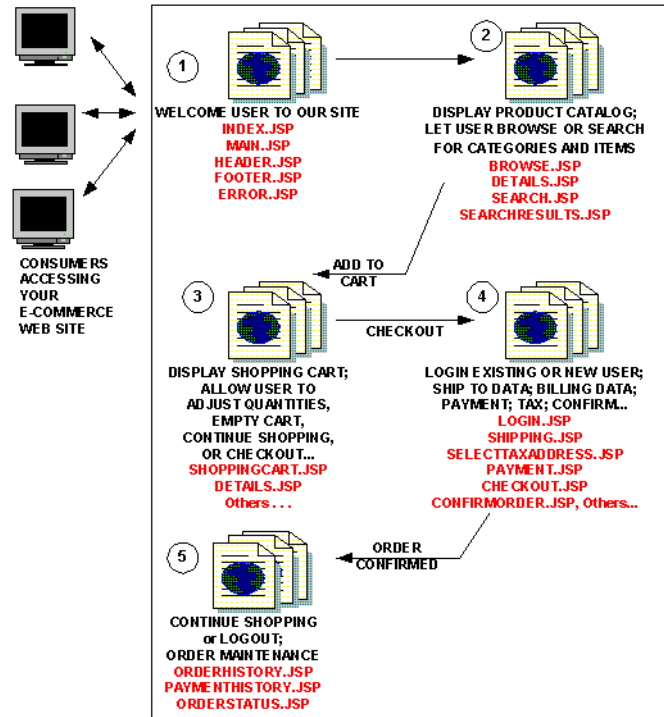 CONSUMERS
ACCESSING
YOUR
E-COMMERCE
WEB SITE
1
WELCOME USER TO OUR SITE
INDEX.JSP
MAIN.JSP
HEADER.JSP
FOOTER.JSP
ERROR.JSP
2
DISPLAY PRODUCT CATALOG;
LET USER BROWSE OR SEARCH
FOR CATEGORIES AND ITEMS
BROWSE.JSP
DETAILS.JSP
SEARCH.JSP
SEARCHRESULTS.JSP
ADD TO
CART
3
DISPLAY SHOPPING CART;
ALLOW USER TO
ADJUST QUANTITIES,
EMPTY CART,
CONTINUE SHOPPING,
OR CHECKOUT...
SHOPPINGCART.JSP
DETAILS.JSP
Others . . .
CHECKOUT
4
LOGIN EXISTING OR NEW USER;
SHIP TO DATA; BILLING DATA;
PAYMENT; TAX; CONFIRM...
LOGIN.JSP
SHIPPING.JSP
SELECTTAXADDRESS.JSP
PAYMENT.JSP
CHECKOUT.JSP
CONFIRMORDER.JSP, Others...
ORDER
CONFIRMED
5
CONTINUE SHOPPING
or LOGOUT;
ORDER MAINTENANCE
ORDERHISTORY.JSP
PAYMENTHISTORY.JSP
ORDERSTATUS.JSP